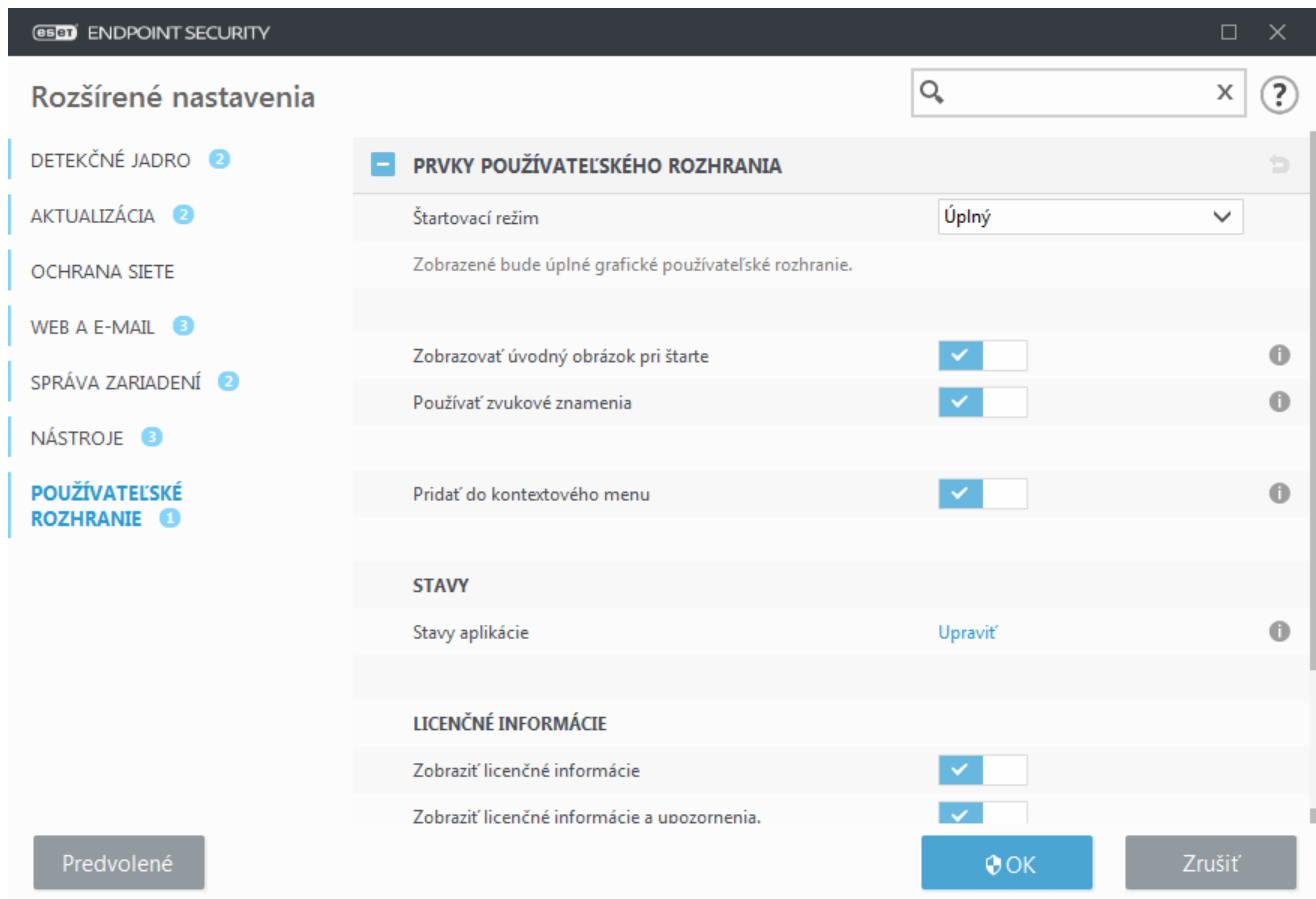 eset ENDPOINT SECURITY
Rozšírené nastavenia
DETEKČNÉ JADRO 2
AKTUALIZÁCIA 2
OCHRANA SIETE
WEB A E-MAIL 3
SPRÁVA ZARIADENÍ 2
NÁSTROJE 3
POUŽÍVATEĽSKÉ
ROZHRANIE 1
PRVKY POUŽÍVATEĽSKÉHO ROZHRANIA
Štartovací režim Úplný
Zobrazené bude úplné grafické používateľské rozhranie.
Zobrazovať úvodný obrázok pri štarte
Používať zvukové znamenia
Pridať do kontextového menu
STAVY
Stavy aplikácie Upraviť
LICENČNÉ INFORMÁCIE
Zobraziť licenčné informácie
Zobraziť licenčné informácie a upozornenia.
Predvolené OK Zrušiť